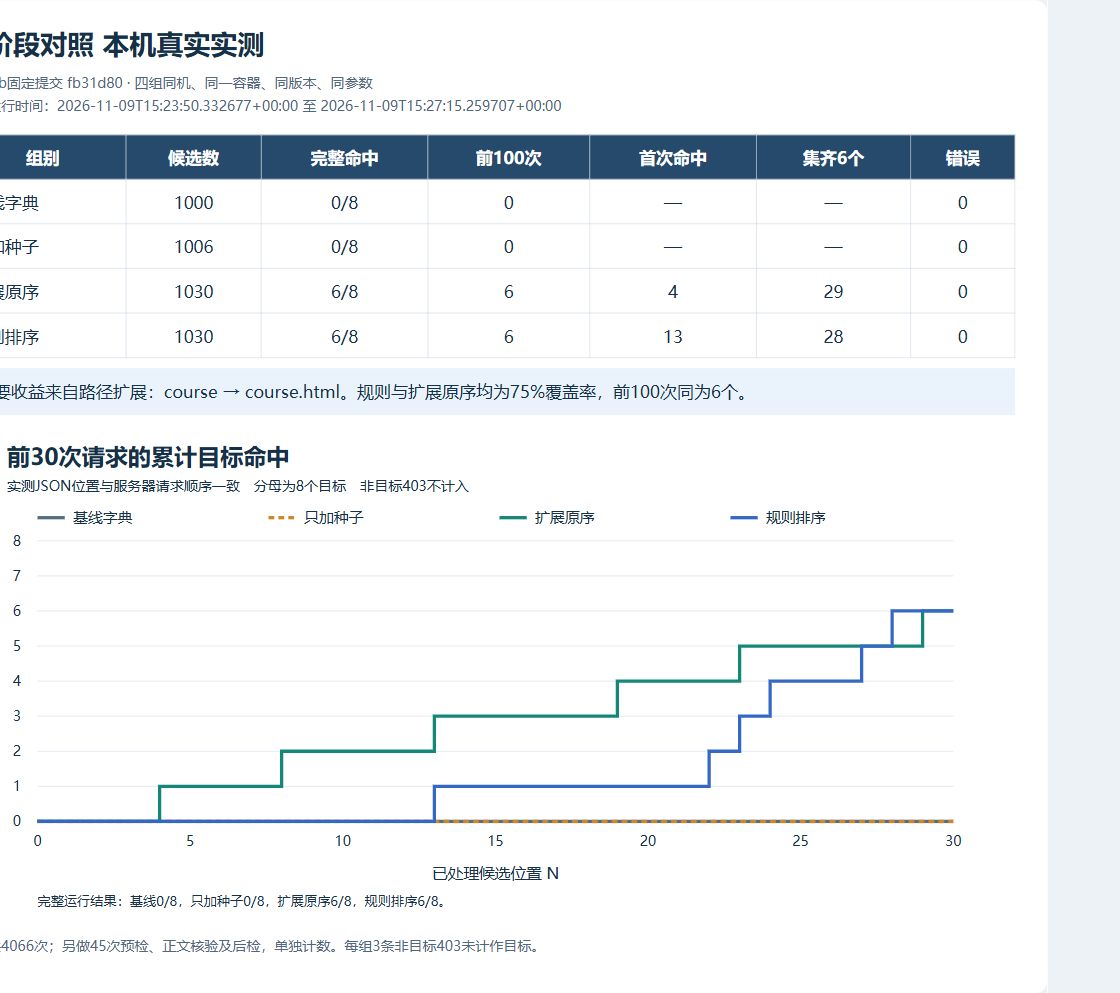 阶段对照 本机真实实测
b固定提交 fb31d80 · 四组同机、同一容器、同版本、同参数
行时间：2026-11-09T15:23:50.332677+00:00 至 2026-11-09T15:27:15.259707+00:00
组别 候选数 完整命中 前100次 首次命中 集齐6个 错误
字典 1000 0/8 0 — — 0
种子 1006 0/8 0 — — 0
原序 1030 6/8 6 4 29 0
排序 1030 6/8 6 13 28 0
要收益来自路径扩展：course → course.html。规则与扩展原序均为75%覆盖率，前100次同为6个。
前30次请求的累计目标命中
实测JSON位置与服务器请求顺序一致 分母为8个目标 非目标403不计入
基线字典 只加种子 扩展原序 规则排序
8
7
6
5
4
3
2
1
0
0 5 10 15 20 25 30
已处理候选位置 N
完整运行结果：基线0/8，只加种子0/8，扩展原序6/8，规则排序6/8。
4066次；另做45次预检、正文核验及后检，单独计数。每组3条非目标403未计作目标。